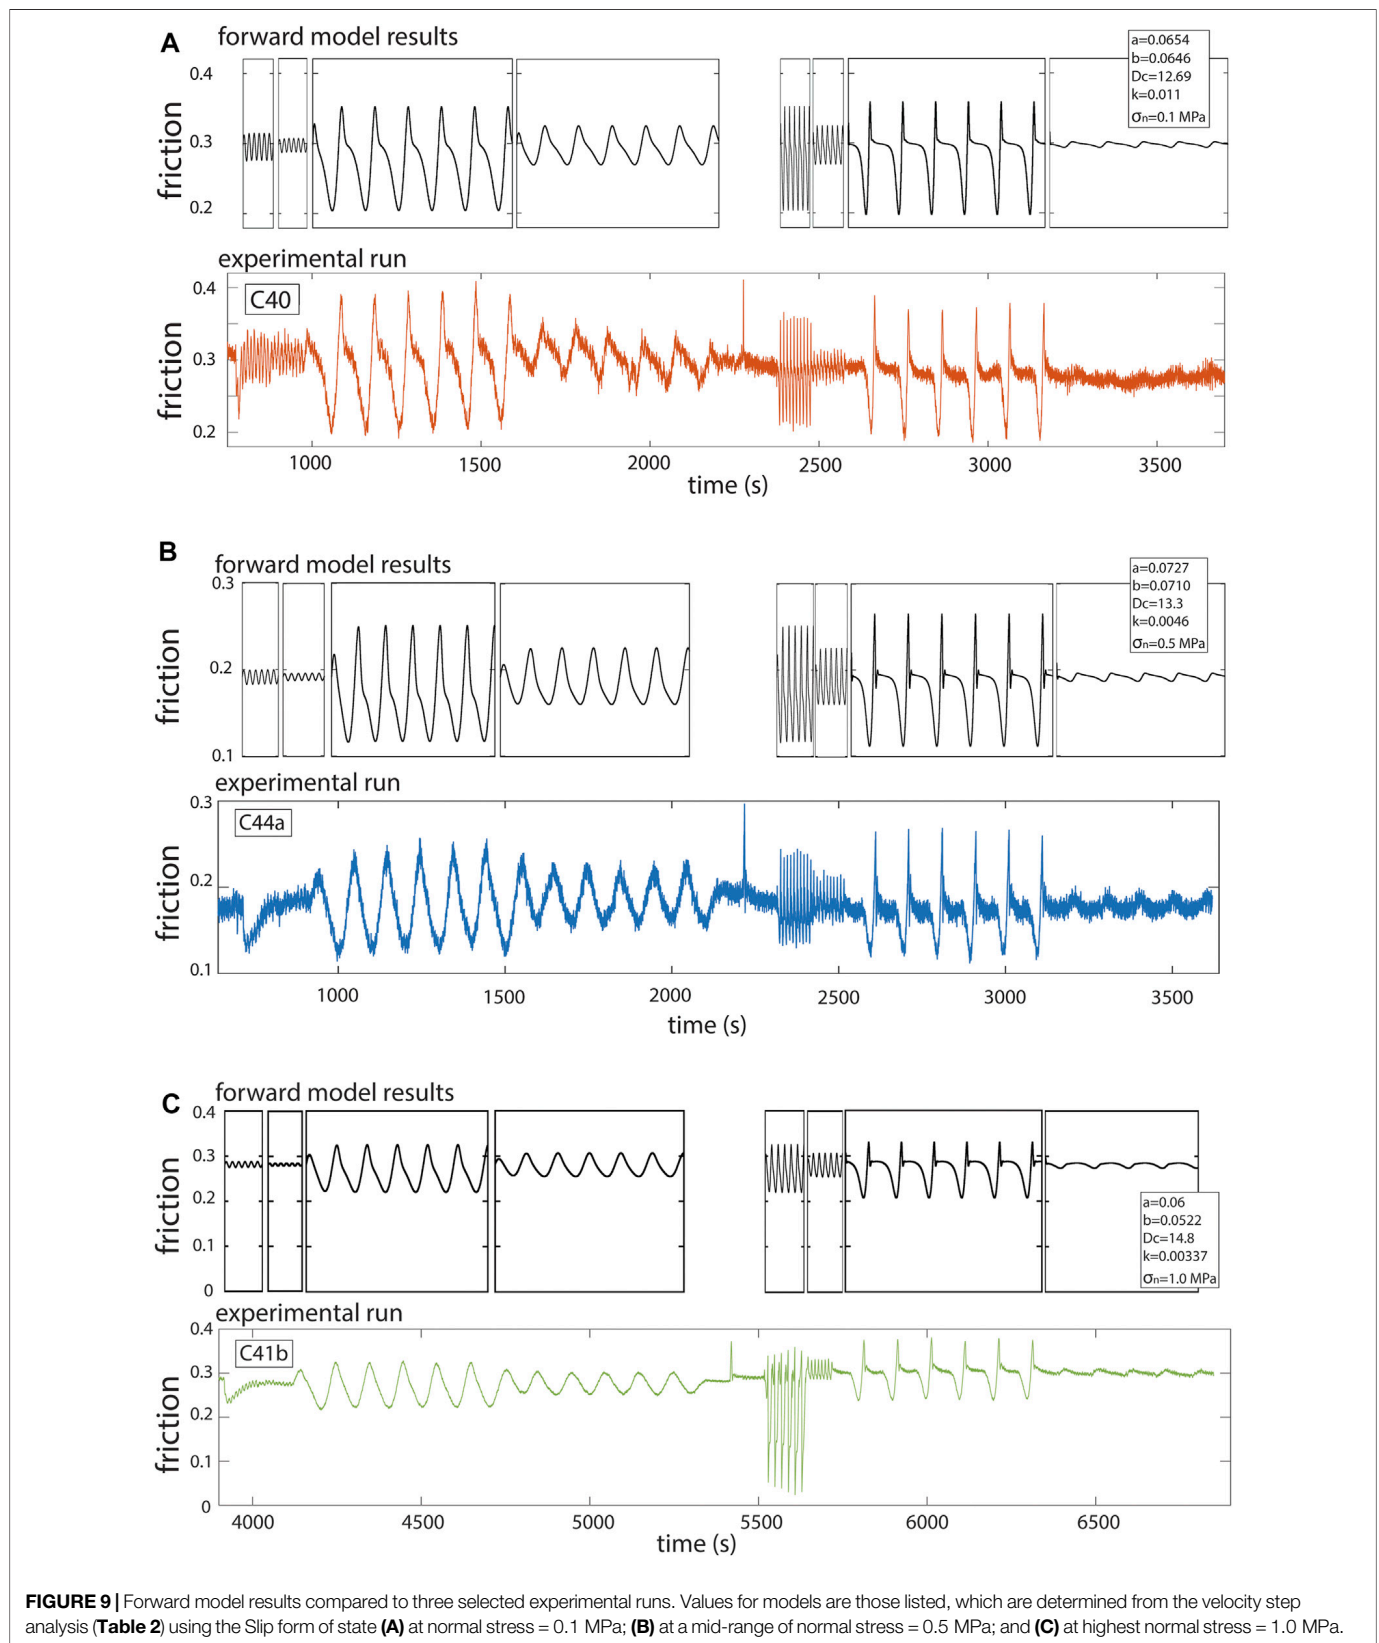 A
forward model results
a=0.0654
b=0.0646
Dc=12.69
k=0.011
σn=0.1 MPa
0.4
0.3
0.2
friction
experimental run
C40
0.4
0.3
0.2
friction
1000 1500 2000 2500 3000 3500
time (s)
B
forward model results
a=0.0727
b=0.0710
Dc=13.3
k=0.0046
σn=0.5 MPa
0.3
0.2
0.1
friction
experimental run
C44a
0.3
0.2
0.1
friction
1000 1500 2000 2500 3000 3500
time (s)
C
forward model results
0.4
0.3
0.2
0.1
0
friction
a=0.06
b=0.0522
Dc=14.8
k=0.00337
σn=1.0 MPa
experimental run
C41b
0.4
0.3
0.2
0.1
0
friction
4000 4500 5000 5500 6000 6500
time (s)
FIGURE 9 | Forward model results compared to three selected experimental runs. Values for models are those listed, which are determined from the velocity step
analysis (Table 2) using the Slip form of state (A) at normal stress = 0.1 MPa; (B) at a mid-range of normal stress = 0.5 MPa; and (C) at highest normal stress = 1.0 MPa.